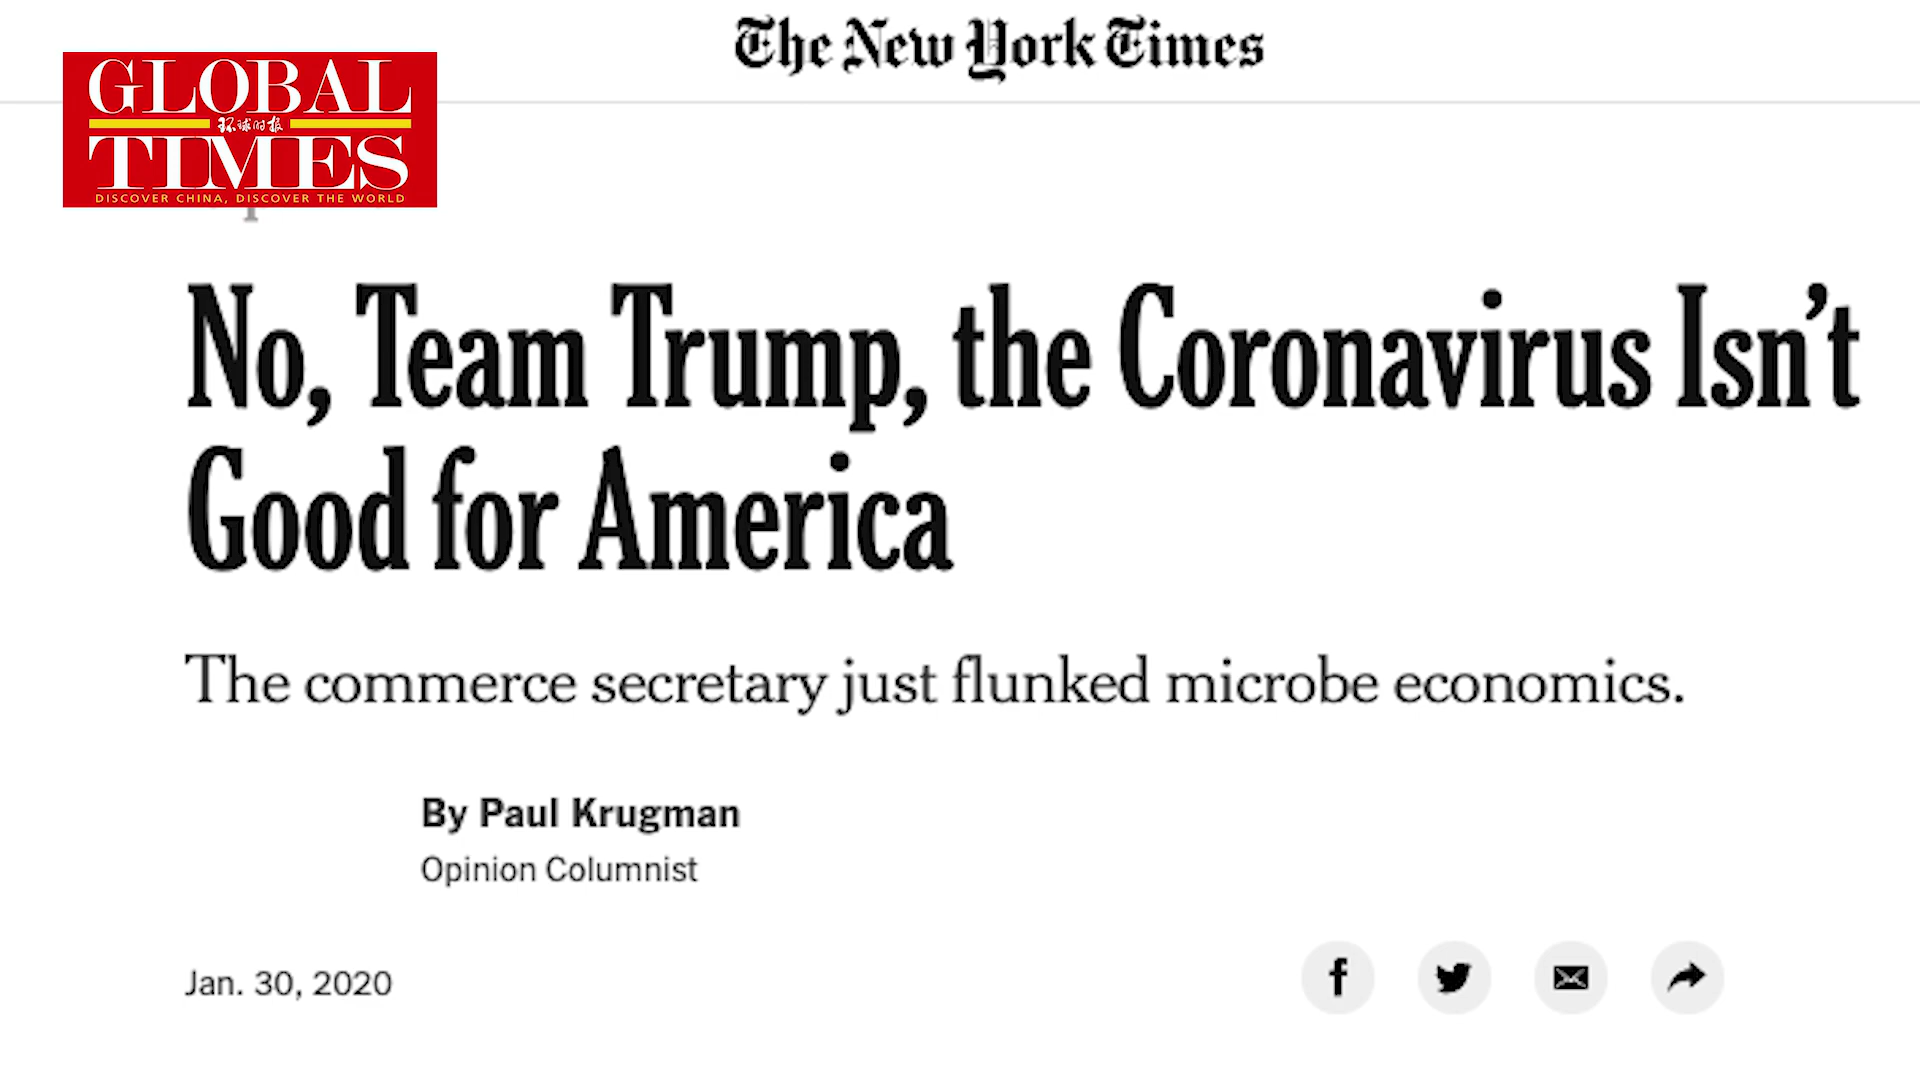 The New York Times
GLOBAL
环球时报
TIMES
DISCOVER CHINA, DISCOVER THE WORLD
No, Team Trump, the Coronavirus Isn’t
Good for America
The commerce secretary just flunked microbe economics.
By Paul Krugman
Opinion Columnist
Jan. 30, 2020